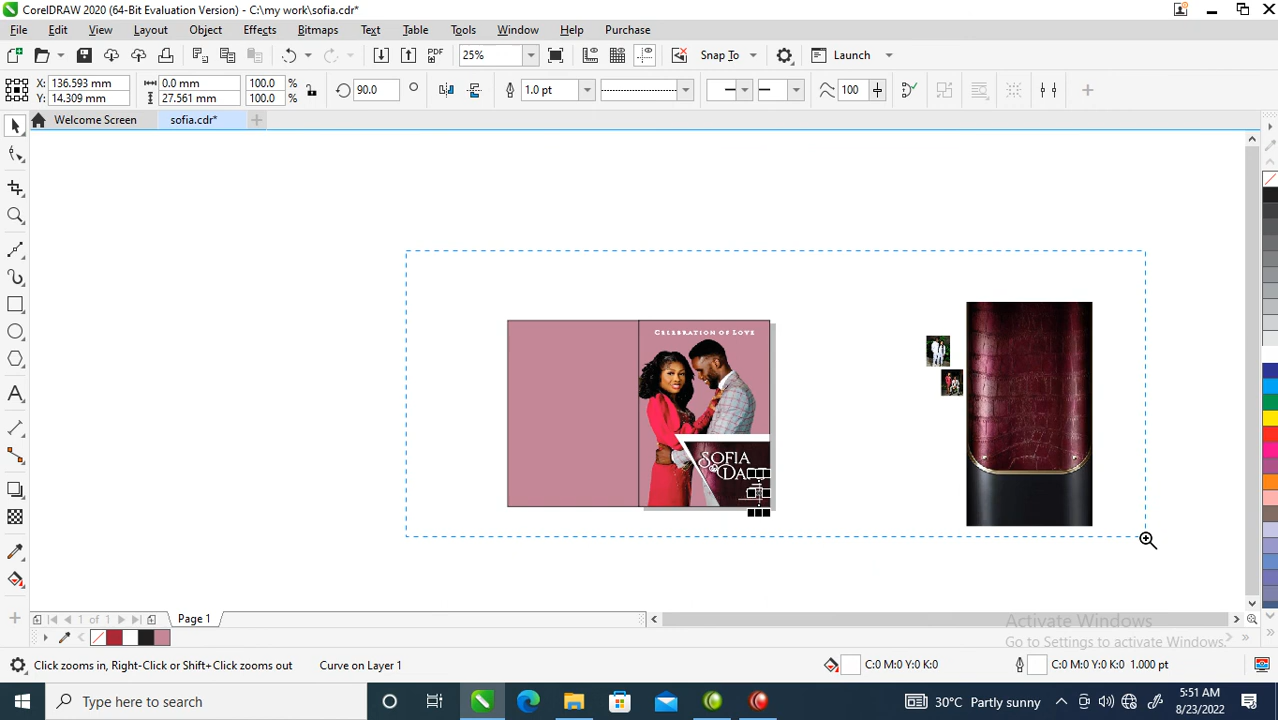 CorelDRAW 2020 (64-Bit Evaluation Version) - C:\my work\sofia.cdr*
File Edit View Layout Object Effects Bitmaps Text Table Tools Window Help Purchase
PDF 25% Snap To Launch
X: 136.593 mm 0.0 mm 100.0 % 90.0 ° 1.0 pt 100
Y: 14.309 mm 27.561 mm 100.0 %
Welcome Screen sofia.cdr*
Celebration of Love
Sofia
&
1 of 1 Page 1
Activate Windows
Go to Settings to activate Windows.
Click zooms in, Right-Click or Shift+Click zooms out Curve on Layer 1 C:0 M:0 Y:0 K:0 C:0 M:0 Y:0 K:0 1.000 pt
Type here to search 30°C Partly sunny 5:51 AM
8/23/2022